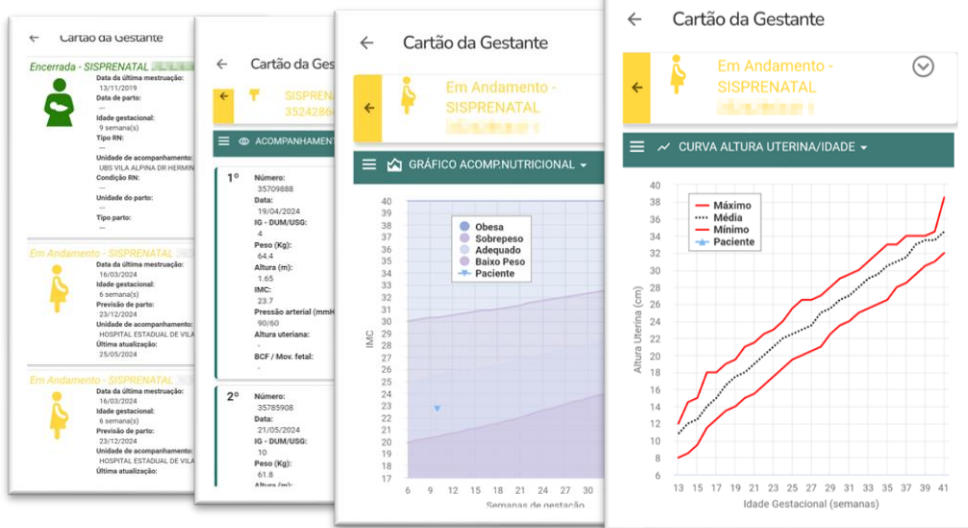 Cartão da Gestante
Encerrada - SISPRENATAL
Data da última mestruação:
13/11/2019
Data de parto:
---
Idade gestacional:
9 semana(s)
Tipo RN:
---
Unidade de acompanhamento:
UBS VILA ALPINA DR HERMIN
Condição RN:
---
Unidade do parto:
---
Tipo parto:
---
Em Andamento - SISPRENATAL
Data da última mestruação:
16/03/2024
Idade gestacional:
6 semana(s)
Previsão de parto:
23/12/2024
Unidade de acompanhamento:
HOSPITAL ESTADUAL DE VILA
Última atualização:
25/05/2024
Em Andamento - SISPRENATAL
Data da última mestruação:
16/03/2024
Idade gestacional:
6 semana(s)
Previsão de parto:
23/12/2024
Unidade de acompanhamento:
HOSPITAL ESTADUAL DE VILA
Última atualização:
Cartão da Ges
SISPREN
35242864
ACOMPANHAMEN
1º
Número:
35709888
Data:
19/04/2024
IG - DUM/USG:
4
Peso (Kg):
64.4
Altura (m):
1.65
IMC:
23.7
Pressão arterial (mmH
90/60
Altura uteriana:
-
BCF / Mov. fetal:
-
2º
Número:
35785908
Data:
21/05/2024
IG - DUM/USG:
10
Peso (Kg):
61.8
Altura (m):
Cartão da Gestante
Em Andamento -
SISPRENATAL
GRÁFICO ACOMP.NUTRICIONAL
40
39
38
37
36
35
34
33
32
31
30
29
28
27
26
25
24
23
22
21
20
19
18
17
IMC
Obesa
Sobrepeso
Adequado
Baixo Peso
Paciente
6 9 12 15 18 21 24 27 30
Semanas de gestação
Cartão da Gestante
Em Andamento -
SISPRENATAL
CURVA ALTURA UTERINA/IDADE
40
38
36
34
32
30
28
26
24
22
20
18
16
14
12
10
8
6
Altura Uterina (cm)
Máximo
Média
Mínimo
Paciente
13 15 17 19 21 23 25 27 29 31 33 35 37 39 41
Idade Gestacional (semanas)